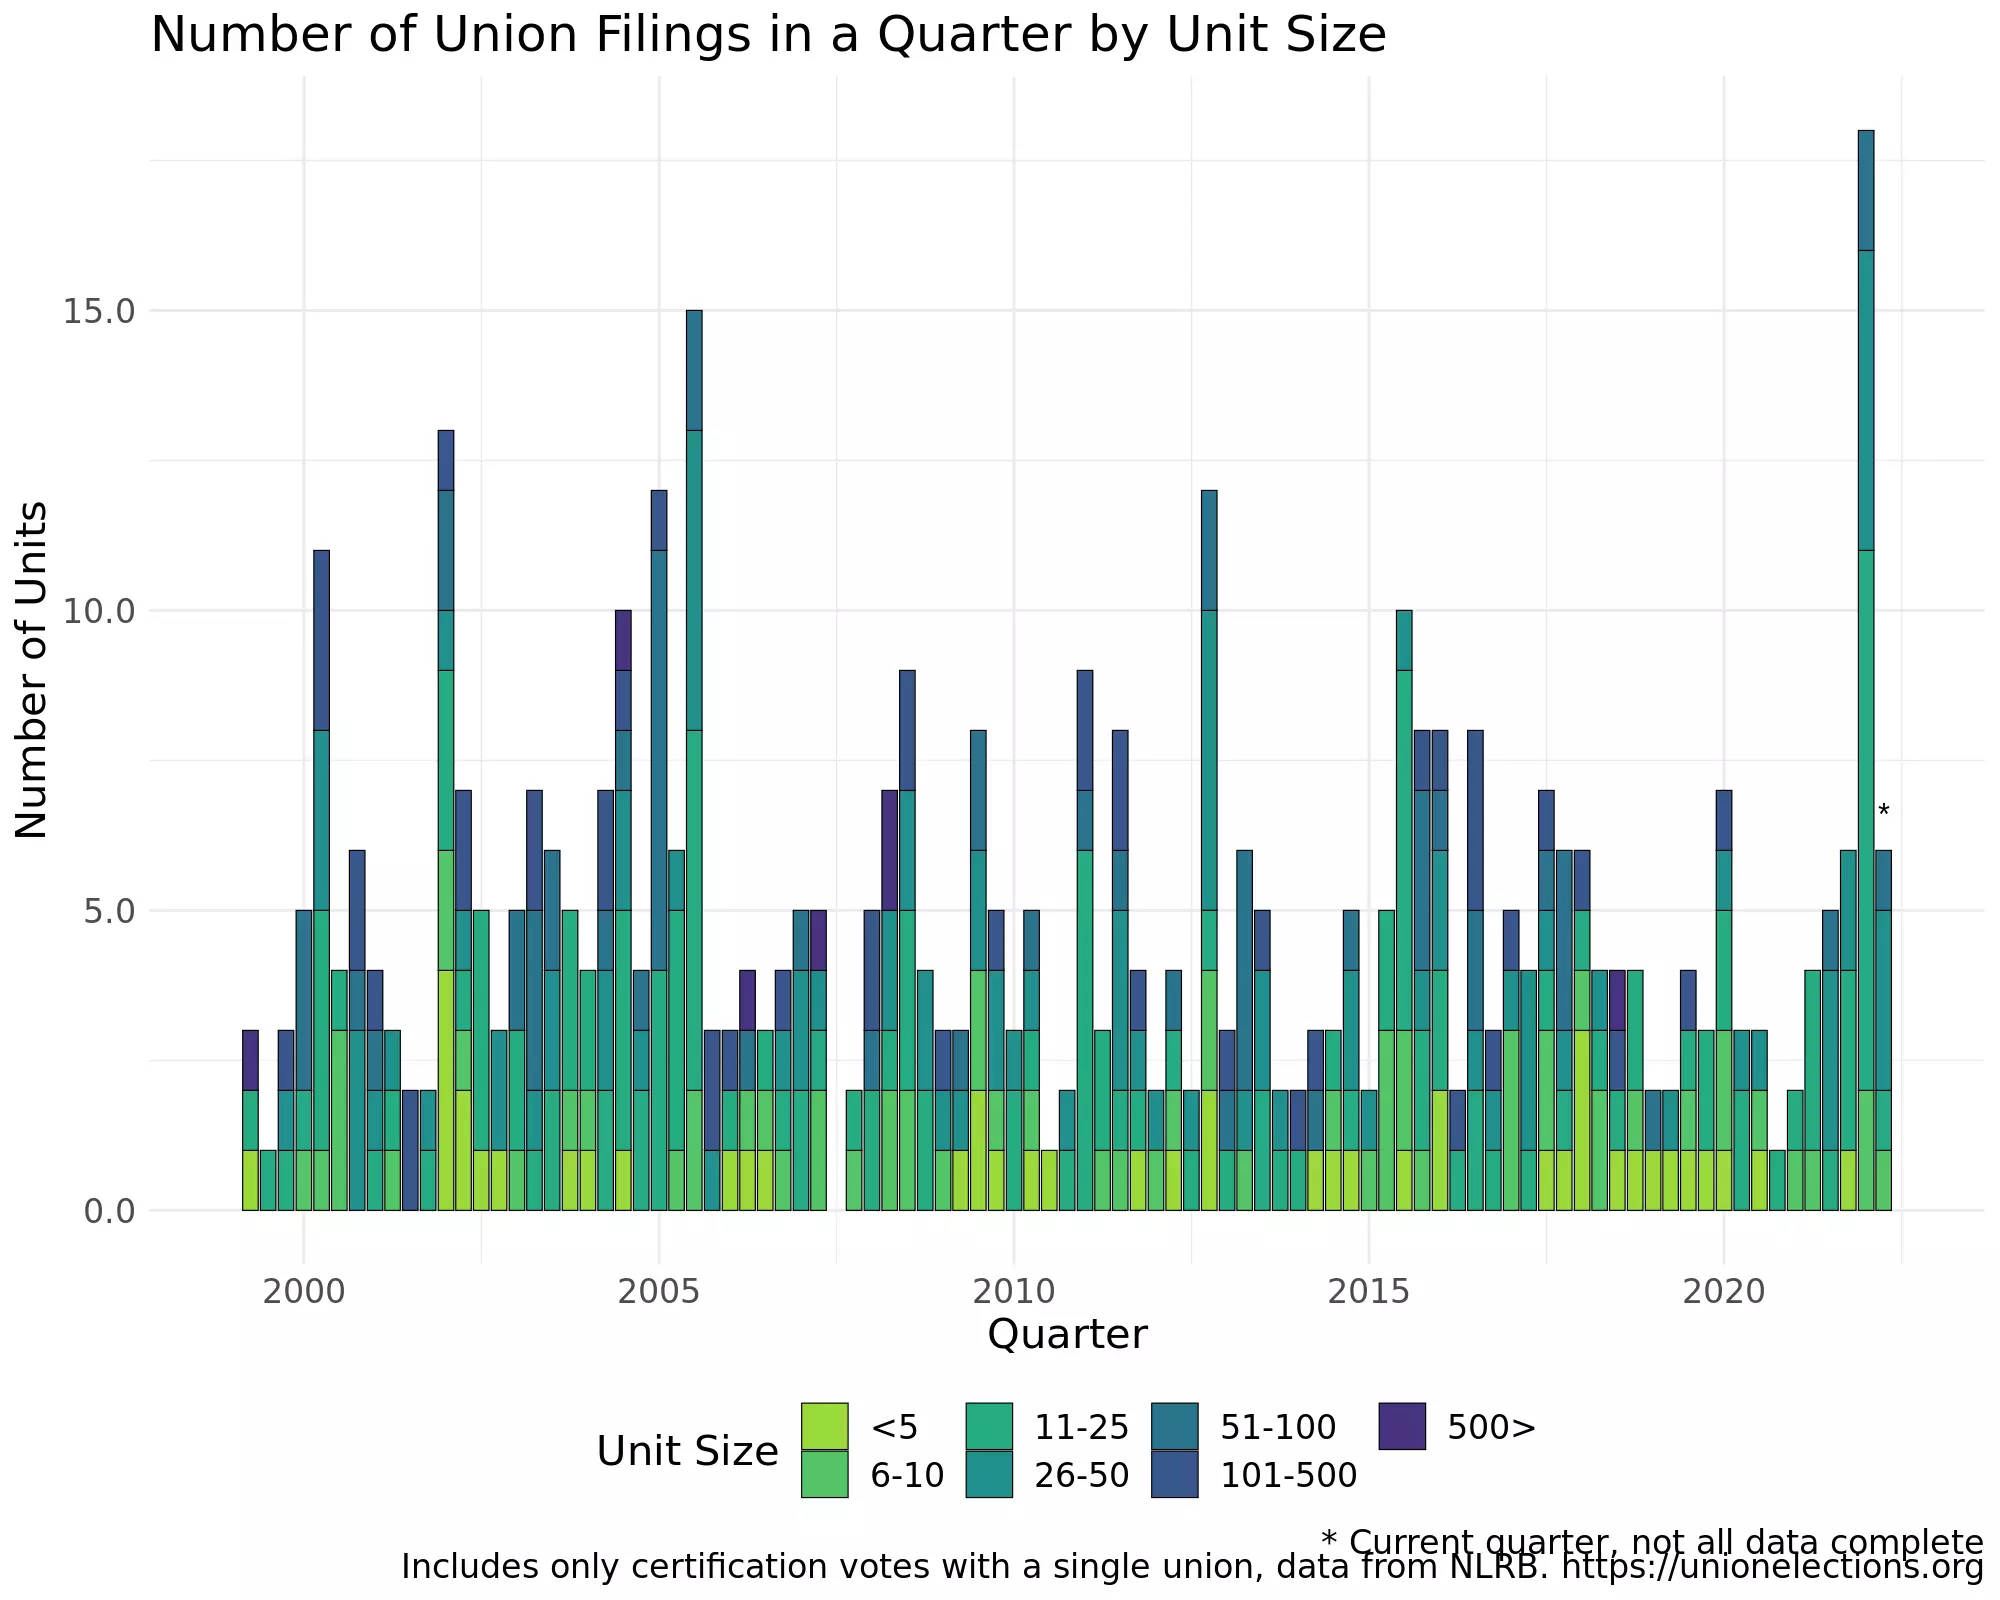 Number of Union Filings in a Quarter by Unit Size
Number of Units
15.0
10.0
5.0
0.0
*
2000 2005 2010 2015 2020
Quarter
Unit Size
<5 11-25 51-100 500>
6-10 26-50 101-500
* Current quarter, not all data complete
Includes only certification votes with a single union, data from NLRB. https://unionelections.org